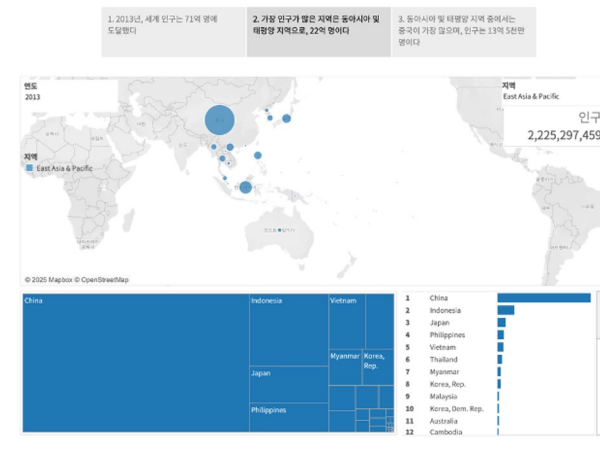 1. 2013년, 세계 인구는 71억 명에
도달했다
2. 가장 인구가 많은 지역은 동아시아 및
태평양 지역으로, 22억 명이다
3. 동아시아 및 태평양 지역 중에서는
중국이 가장 많으며, 인구는 13억 5천만
명이다
연도
2013
지역
East Asia & Pacific
인구
2,225,297,459
지역
East Asia & Pacific
© 2025 Mapbox © OpenStreetMap
China
Indonesia
Japan
Philippines
Vietnam
Myanmar
Korea,
Rep.
1 China
2 Indonesia
3 Japan
4 Philippines
5 Vietnam
6 Thailand
7 Myanmar
8 Korea, Rep.
9 Malaysia
10 Korea, Dem. Rep.
11 Australia
12 Cambodia